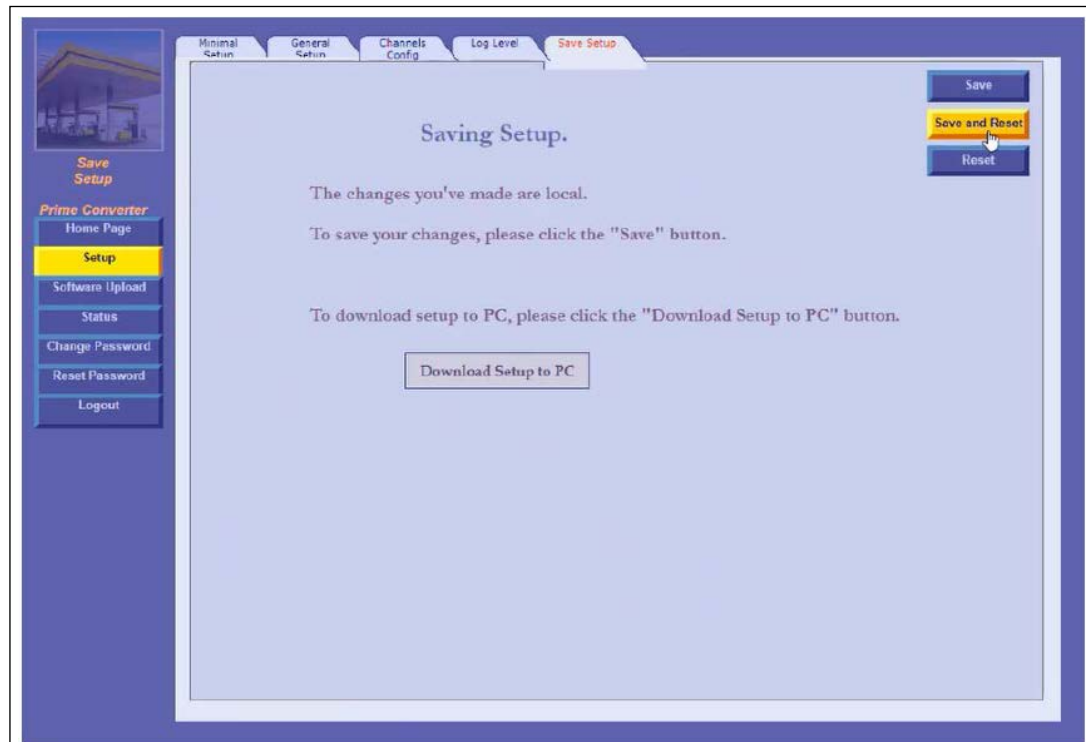 Minimal
Setup
General
Setup
Channels
Config
Log Level
Save Setup
Save
Save and Reset
Reset
Save
Setup
Prime Converter
Home Page
Setup
Software Upload
Status
Change Password
Reset Password
Logout
Saving Setup.
The changes you've made are local.
To save your changes, please click the "Save" button.
To download setup to PC, please click the "Download Setup to PC" button.
Download Setup to PC